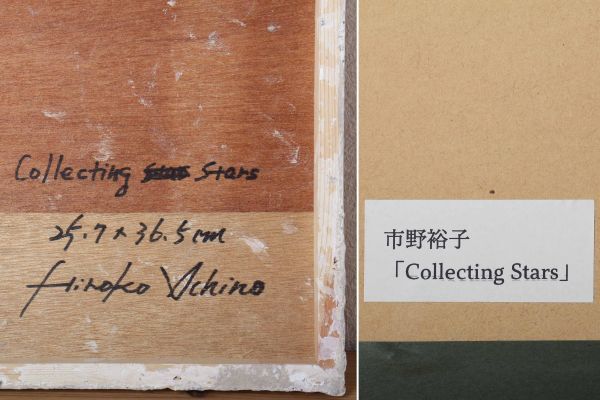 Collecting Stars
25.7 × 36.5cm
Hiroko Ichino
市野裕子
「Collecting Stars」